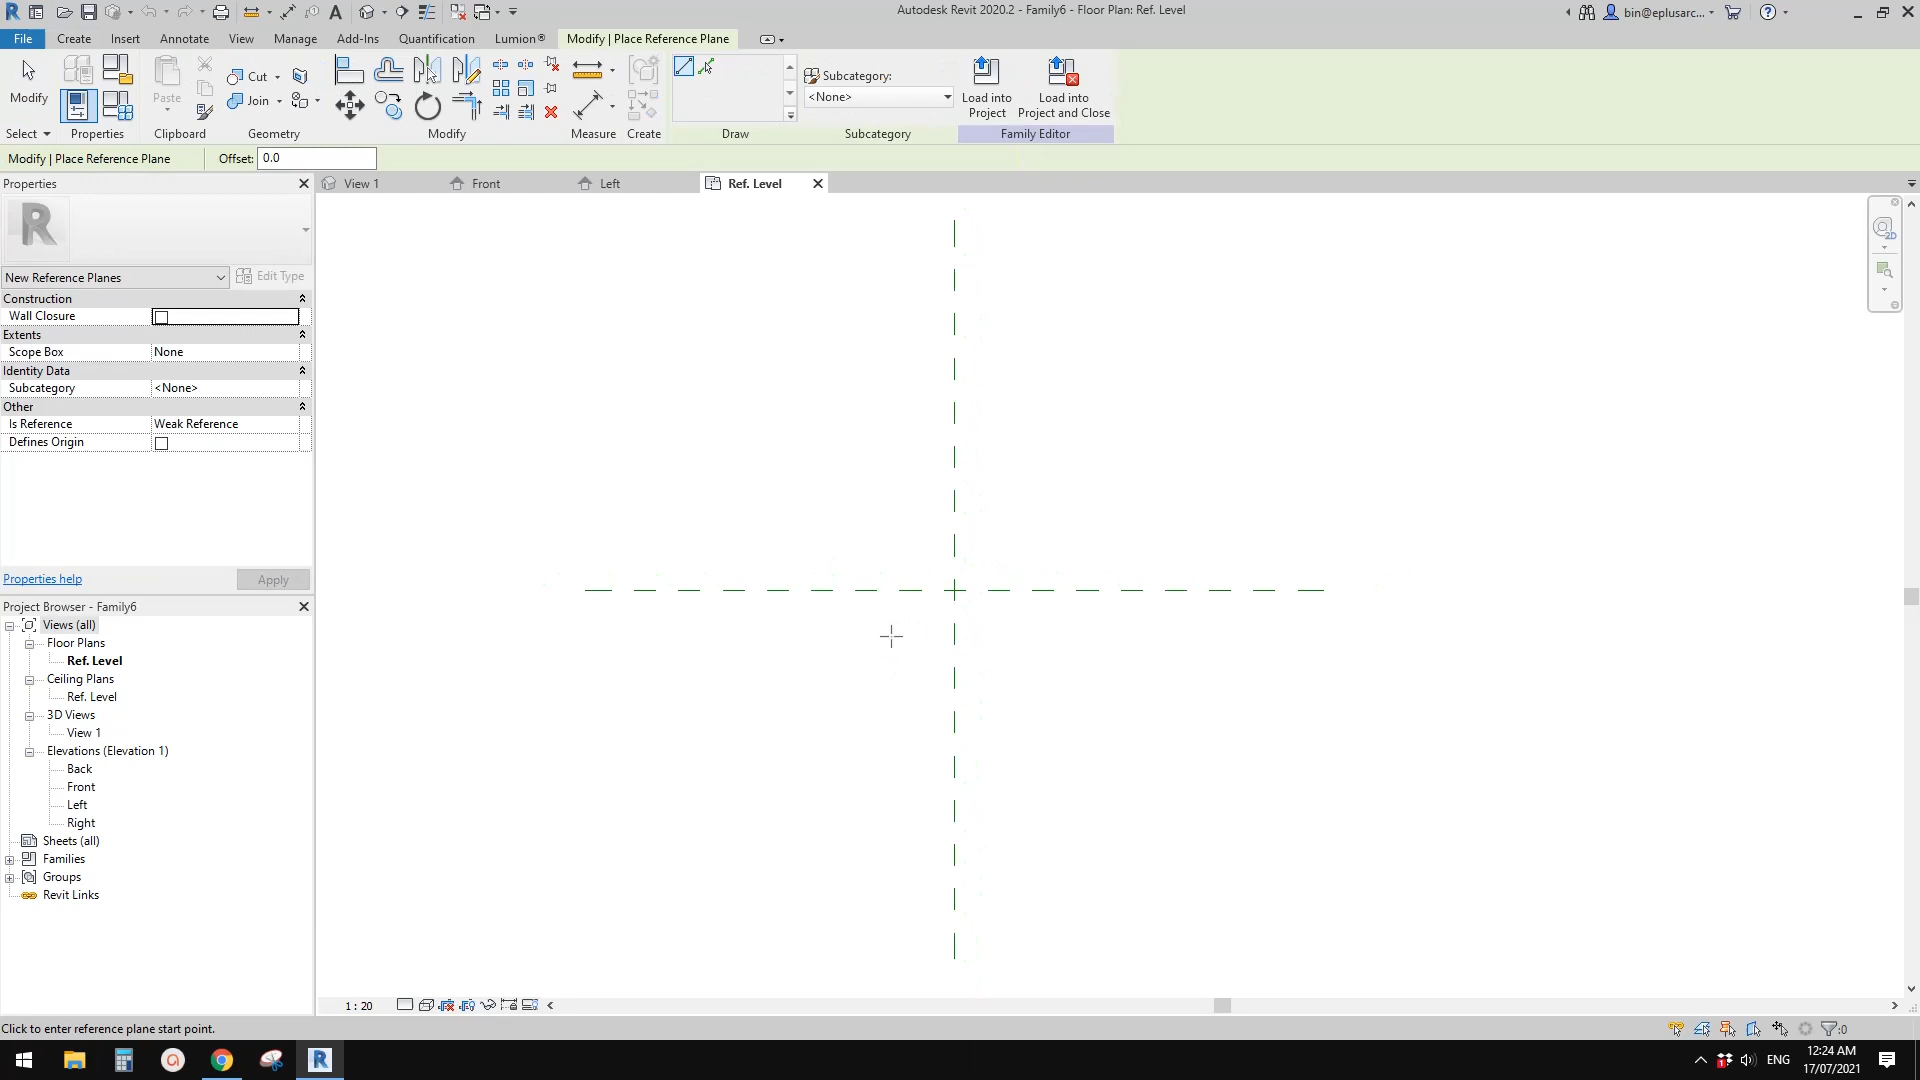 Autodesk Revit 2020.2 - Family6 - Floor Plan: Ref. Level
bin@eplusarc...
File
Create
Insert
Annotate
View
Manage
Add-Ins
Quantification
Lumion®
Modify | Place Reference Plane
Modify
Paste
Cut
Join
Subcategory:
<None>
Load into
Project
Load into
Project and Close
Select
Properties
Clipboard
Geometry
Modify
Measure
Create
Draw
Subcategory
Family Editor
Modify | Place Reference Plane
Offset: 0.0
Properties
View 1
Front
Left
Ref. Level
New Reference Planes
Edit Type
Construction
Wall Closure
Extents
Scope Box None
Identity Data
Subcategory <None>
Other
Is Reference Weak Reference
Defines Origin
Properties help
Apply
Project Browser - Family6
Views (all)
Floor Plans
Ref. Level
Ceiling Plans
Ref. Level
3D Views
View 1
Elevations (Elevation 1)
Back
Front
Left
Right
Sheets (all)
Families
Groups
Revit Links
2D
1 : 20
Click to enter reference plane start point.
:0
ENG
12:24 AM
17/07/2021